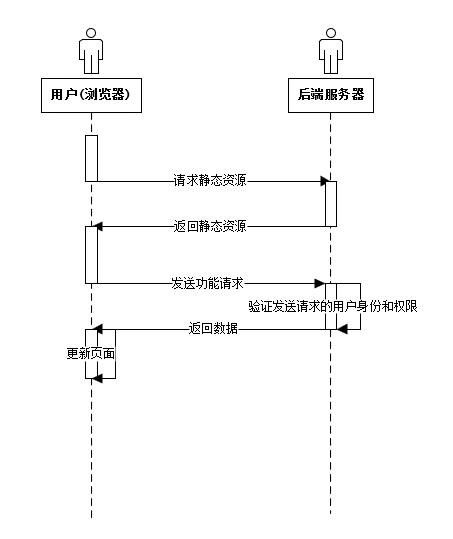 用户(浏览器)
后端服务器
请求静态资源
返回静态资源
发送功能请求
验证发送请求的用户身份和权限
返回数据
更新页面